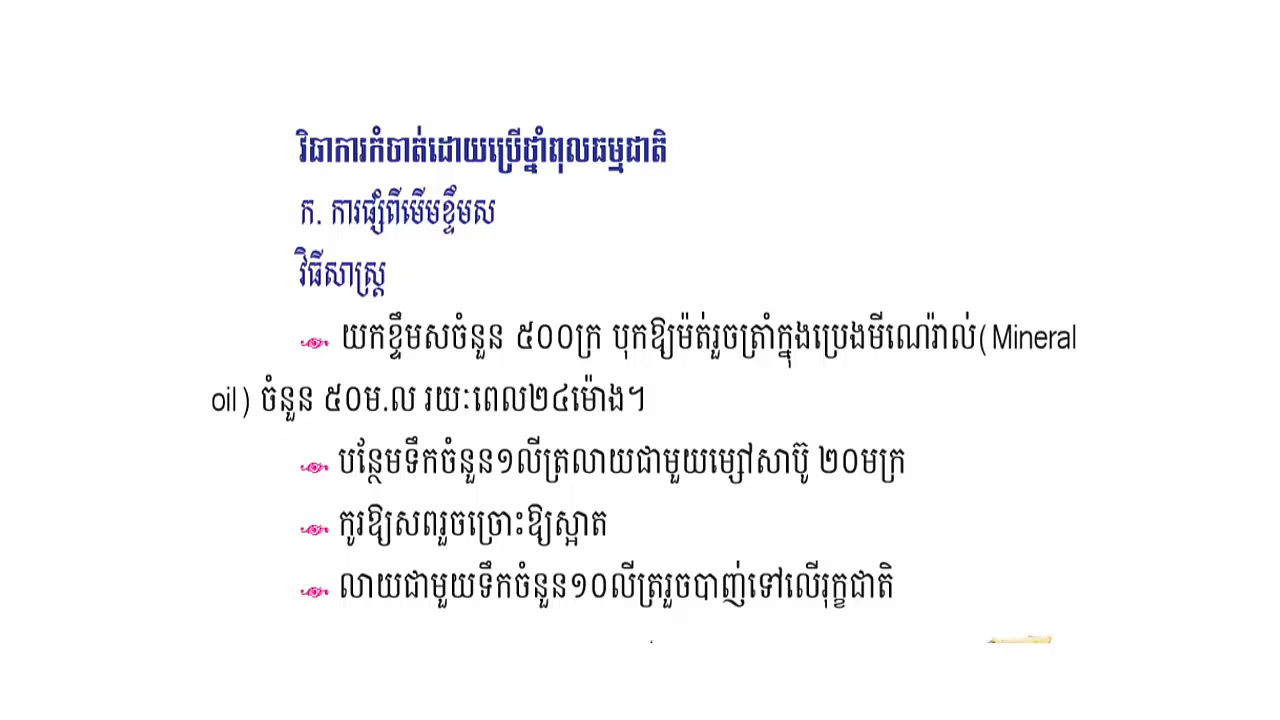 វិធាការកំចាត់ដោយប្រើថ្នាំពុលធម្មជាតិ
ក. ការផ្សំពីមើមខ្ទឹមស
វិធីសាស្ត្រ
យកខ្ទឹមសចំនួន ៥០០ក្រ បុកឱ្យម៉ត់រួចត្រាំក្នុងប្រេងមីណេរ៉ាល់(Mineral
oil) ចំនួន ៥០ម.ល រយៈពេល២៤ម៉ោង។
បន្ថែមទឹកចំនួន១លីត្រលាយជាមួយម្សៅសាប៊ូ ២០មក្រ
កូរឱ្យសព្វរួចច្រោះឱ្យស្អាត
លាយជាមួយទឹកចំនួន១០លីត្ររួចបាញ់ទៅលើរុក្ខជាតិ